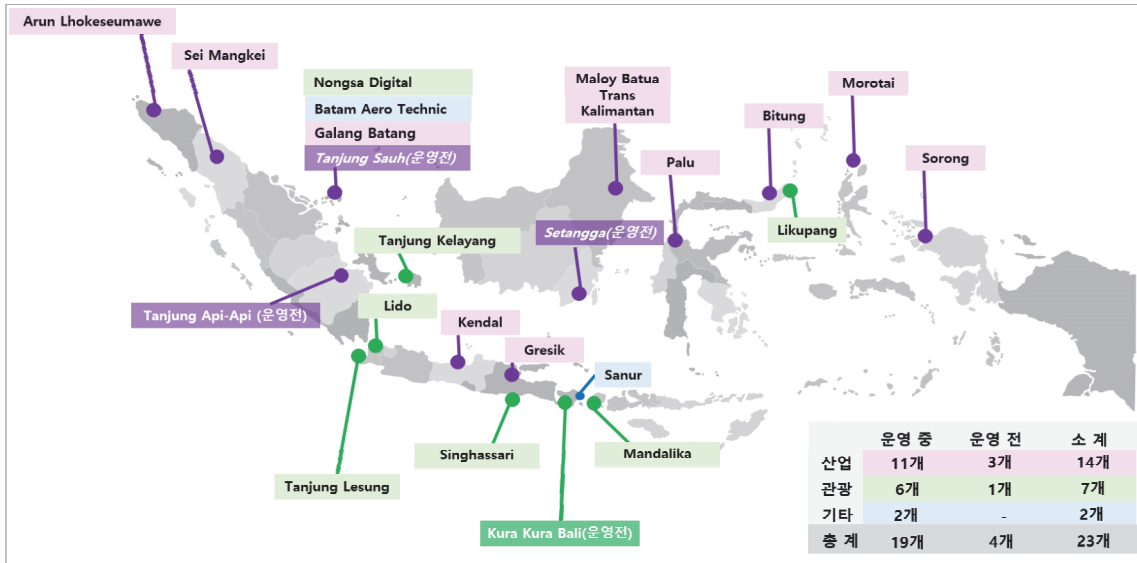 Arun Lhokeseumawe
Sei Mangkei
Nongsa Digital
Batam Aero Technic
Galang Batang
Tanjung Sauh(운영전)
Maloy Batua
Trans
Kalimantan
Morotai
Bitung
Palu
Sorong
Likupang
Setangga(운영전)
Tanjung Kelayang
Tanjung Api-Api (운영전)
Lido
Kendal
Gresik
Sanur
Singhassari
Mandalika
Tanjung Lesung
Kura Kura Bali(운영전)
운영 중 운영 전 소 계
산업 11개 3개 14개
관광 6개 1개 7개
기타 2개 - 2개
총 계 19개 4개 23개